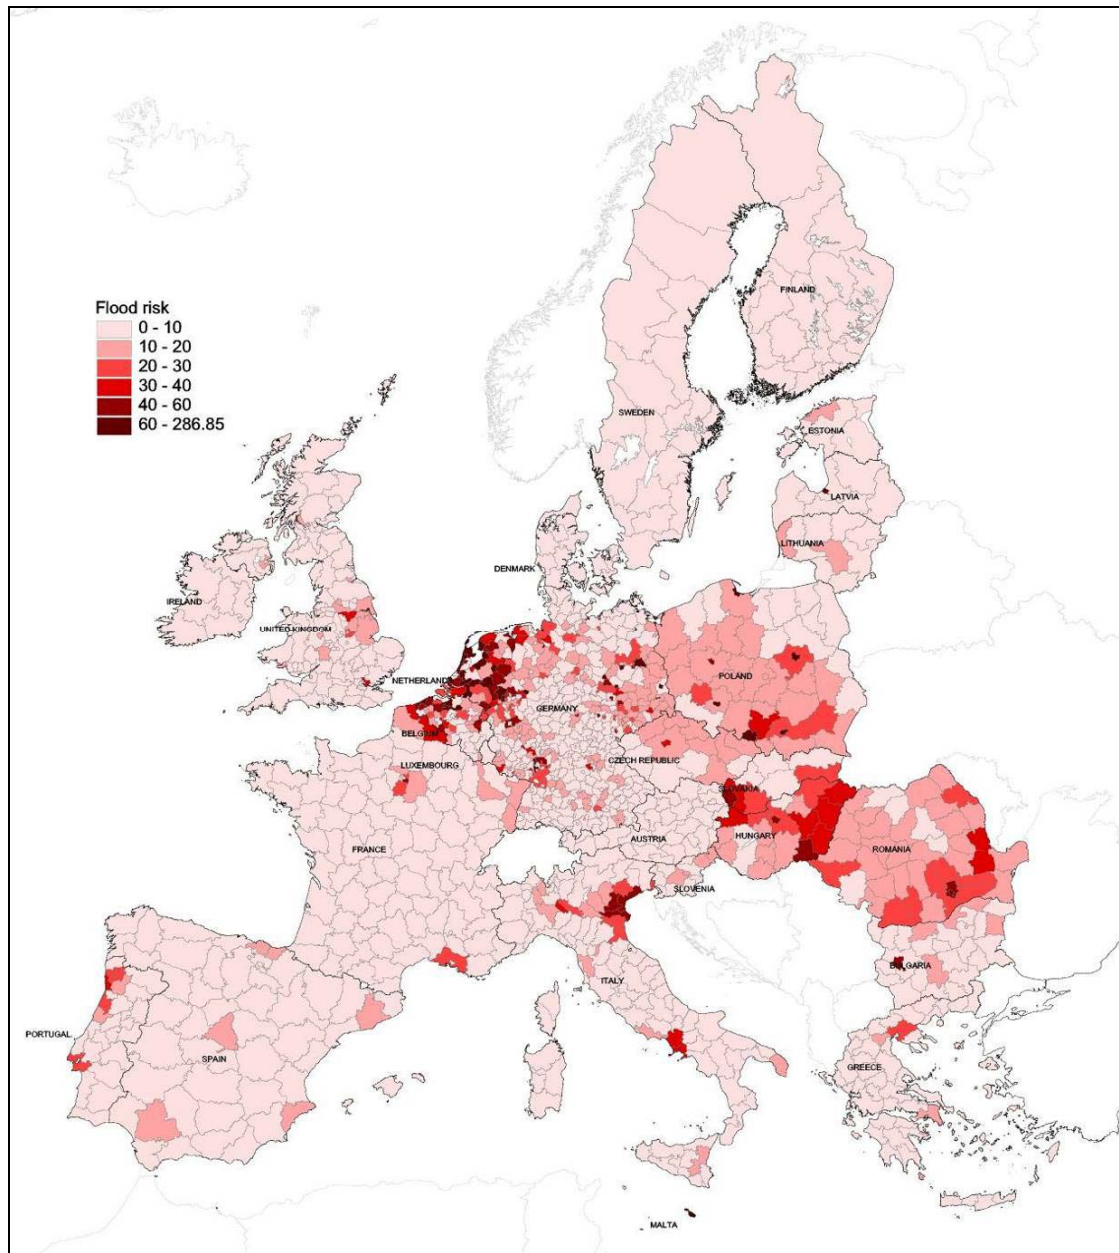 Flood risk
0 - 10
10 - 20
20 - 30
30 - 40
40 - 60
60 - 286.85
FINLAND
SWEDEN
ESTONIA
LATVIA
LITHUANIA
DENMARK
IRELAND
UNITED KINGDOM
NETHERLAND
POLAND
GERMANY
BELGIUM
CZECH REPUBLIC
LUXEMBOURG
SLOVAKIA
HUNGARY
AUSTRIA
FRANCE
ROMANIA
SLOVENIA
BULGARIA
ITALY
PORTUGAL
SPAIN
GREECE
MALTA